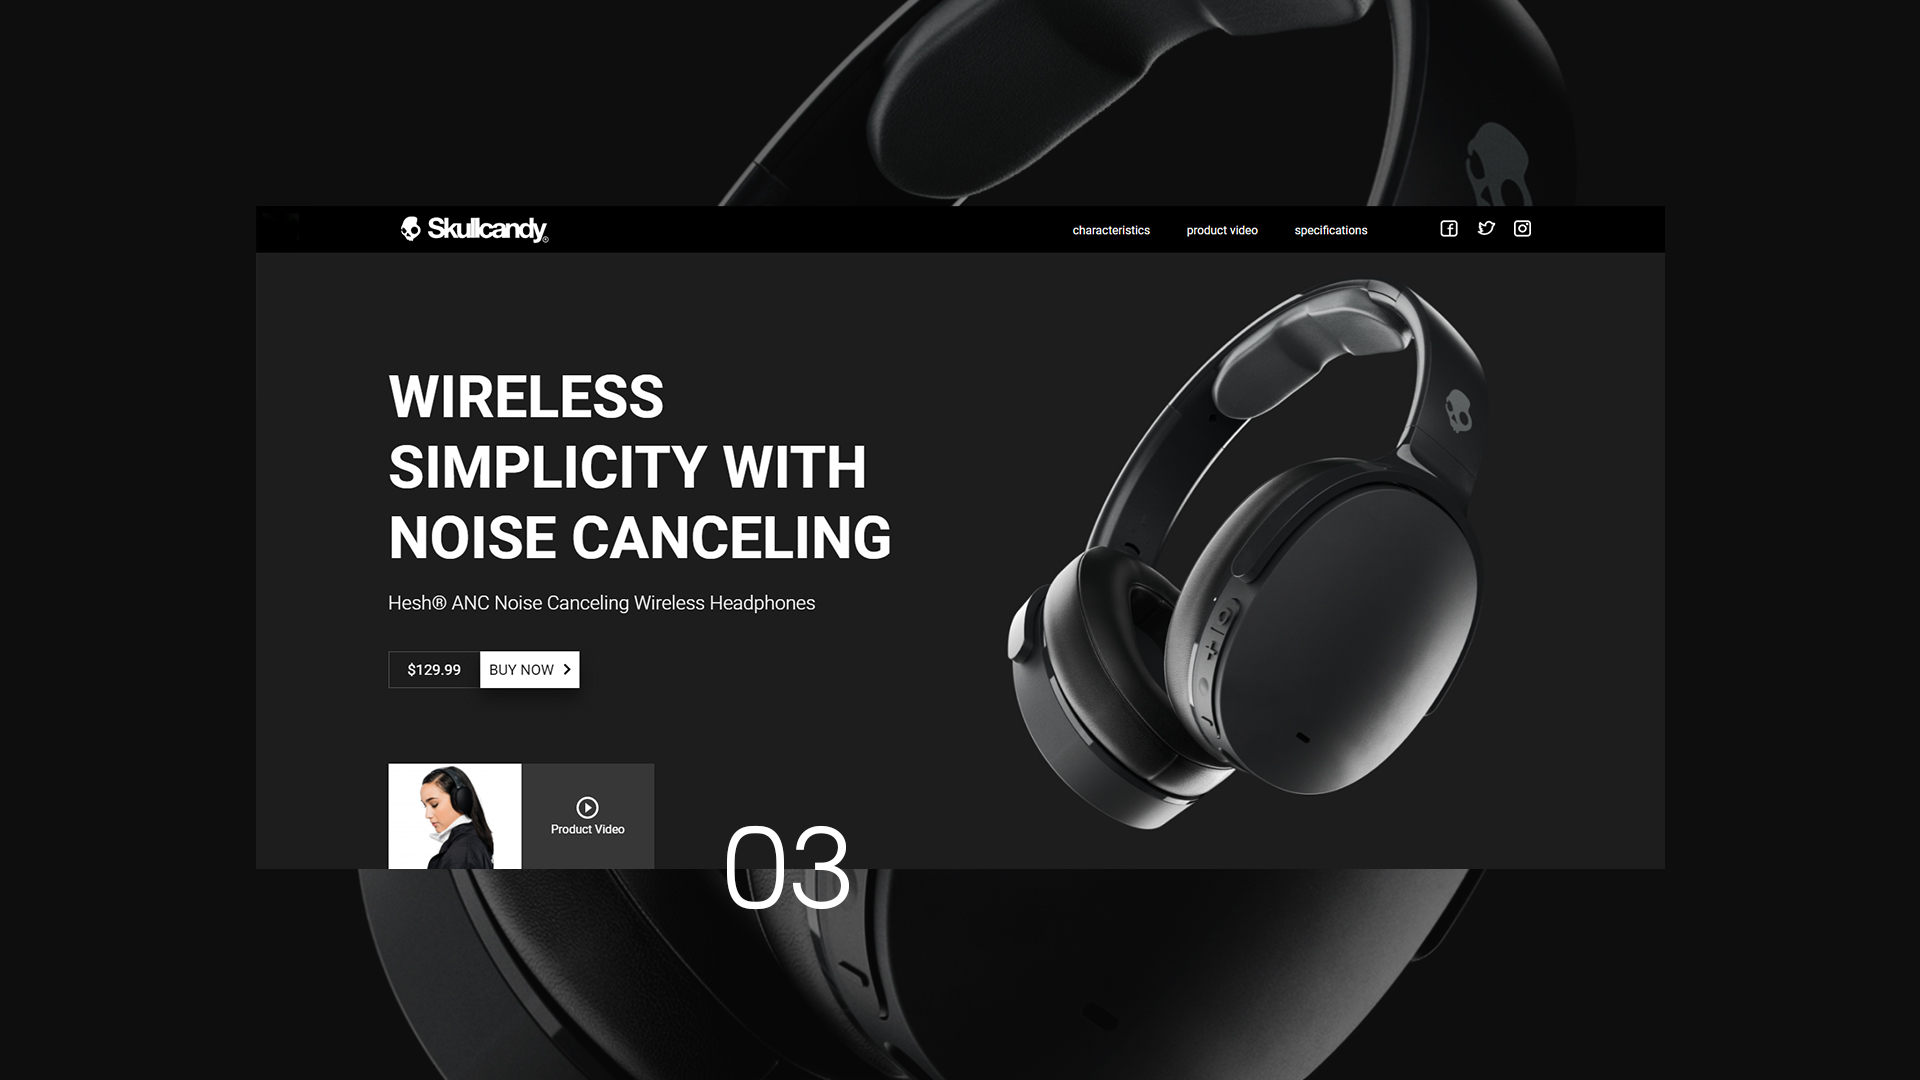 Skullcandy®
characteristics
product video
specifications
WIRELESS
SIMPLICITY WITH
NOISE CANCELING
Hesh® ANC Noise Canceling Wireless Headphones
$129.99
BUY NOW
Product Video
03